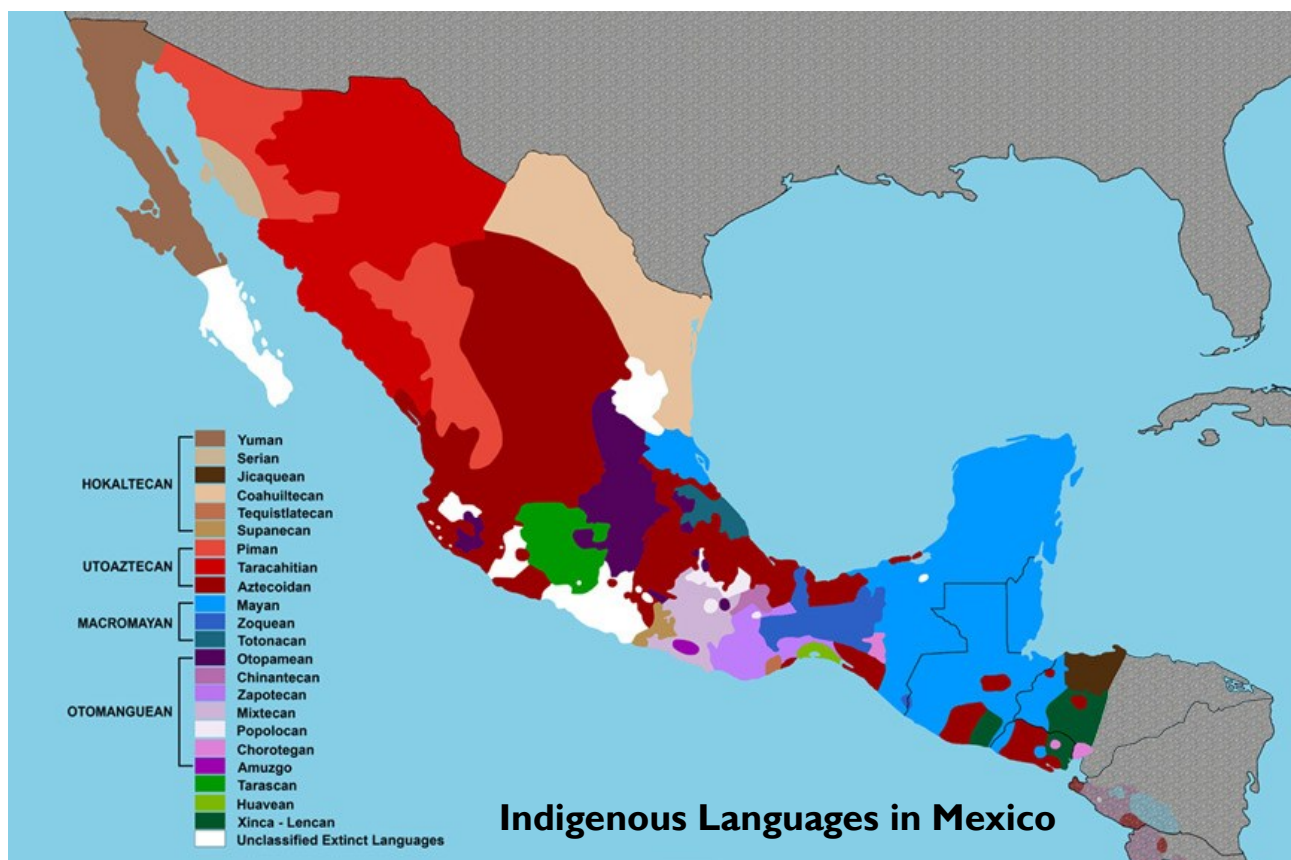 Yuman
Serian
Jicaquean
HOKALTECAN
Coahuiltecan
Tequistlatecan
Supanecan
Piman
UTOAZTECAN
Taracahitian
Aztecoidan
Mayan
MACROMAYAN
Zoquean
Totonacan
Otopamean
Chinantecan
Zapotecan
OTOMANGUEAN
Mixtecan
Popolocan
Chorotegan
Amuzgo
Tarascan
Huavean
Xinca - Lencan
Unclassified Extinct Languages
Indigenous Languages in Mexico